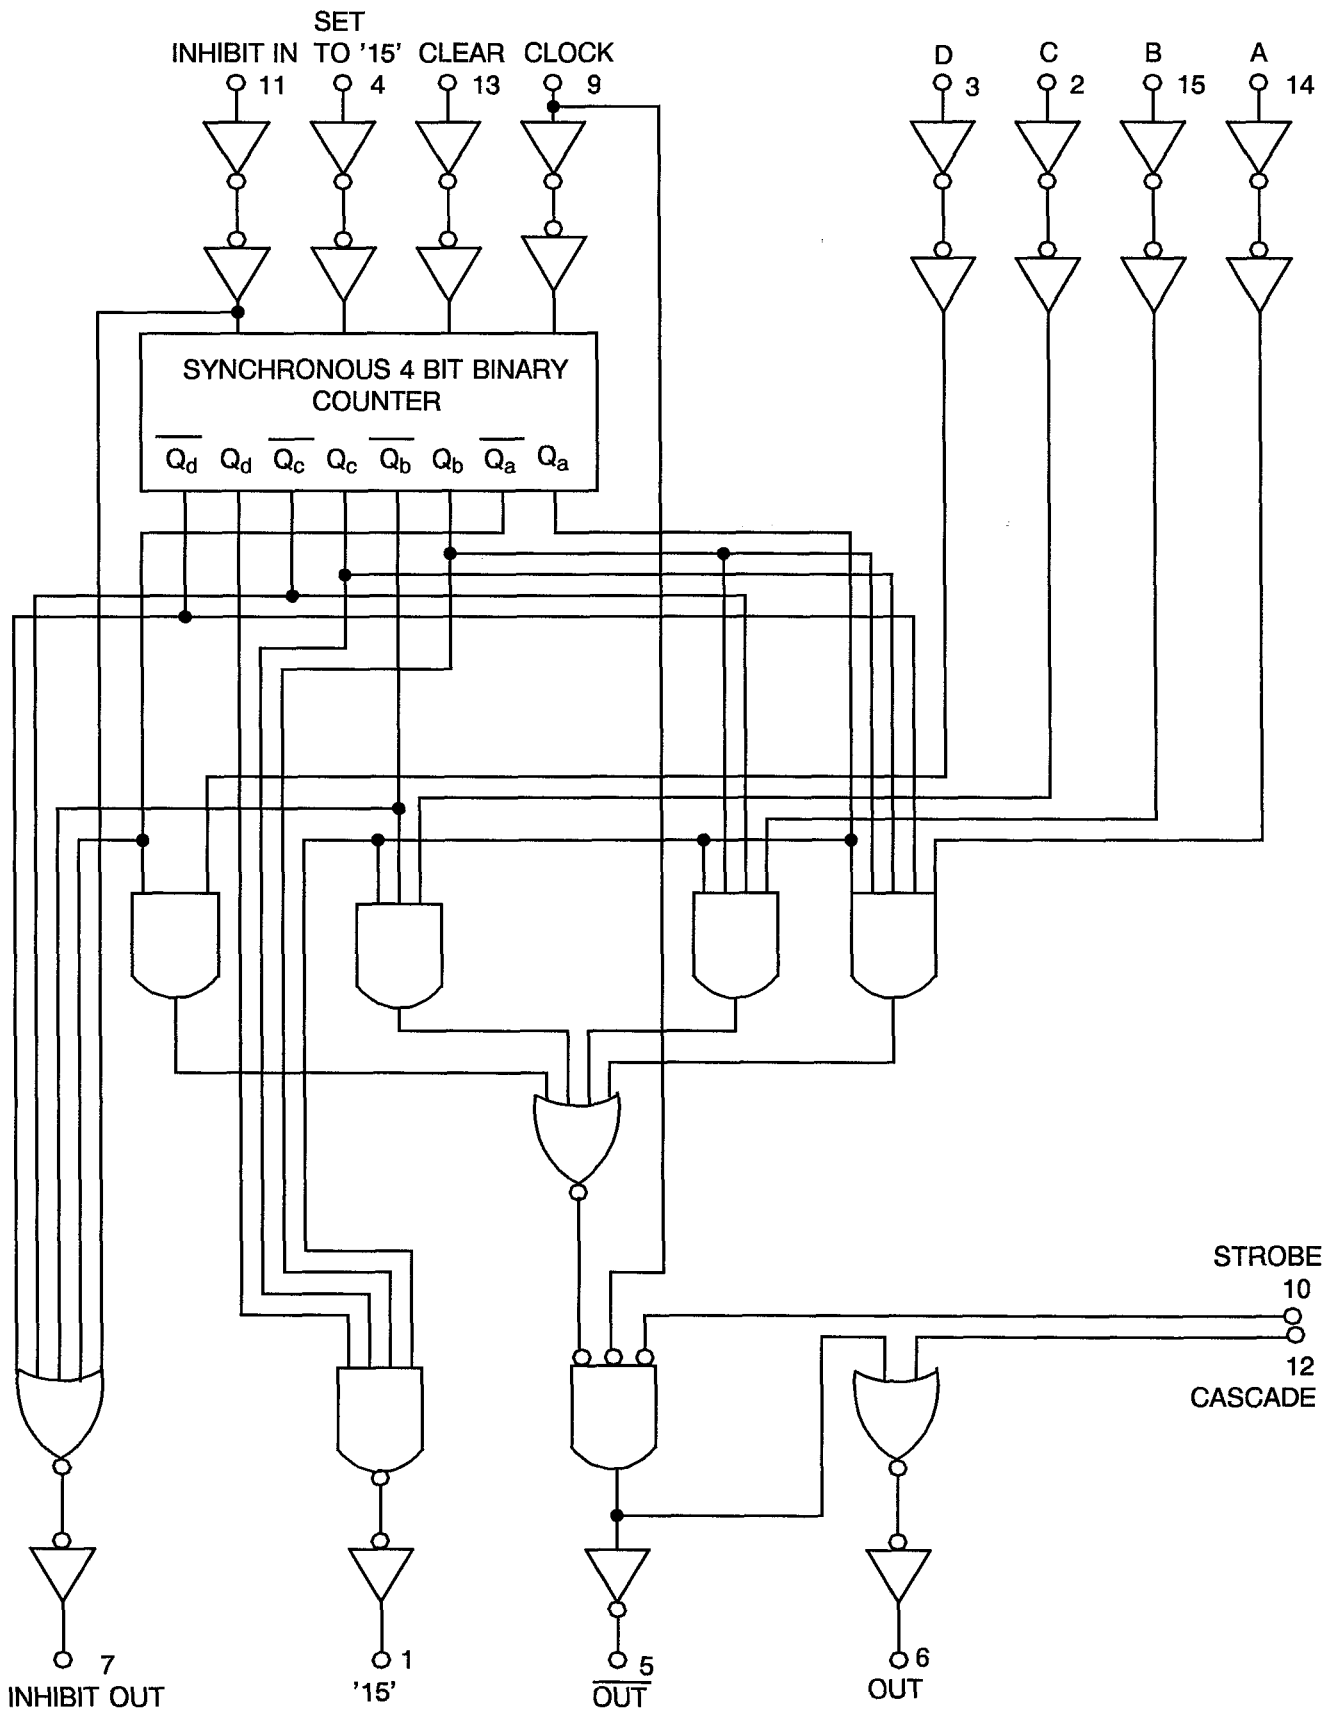 SET
INHIBIT IN TO '15' CLEAR CLOCK
11 4 13 9
D C B A
3 2 15 14
SYNCHRONOUS 4 BIT BINARY
COUNTER
Q̅d Qd Q̅c Qc Q̅b Qb Q̅a Qa
STROBE
10
12
CASCADE
7 1 5 6
INHIBIT OUT '15' O̅U̅T̅ OUT